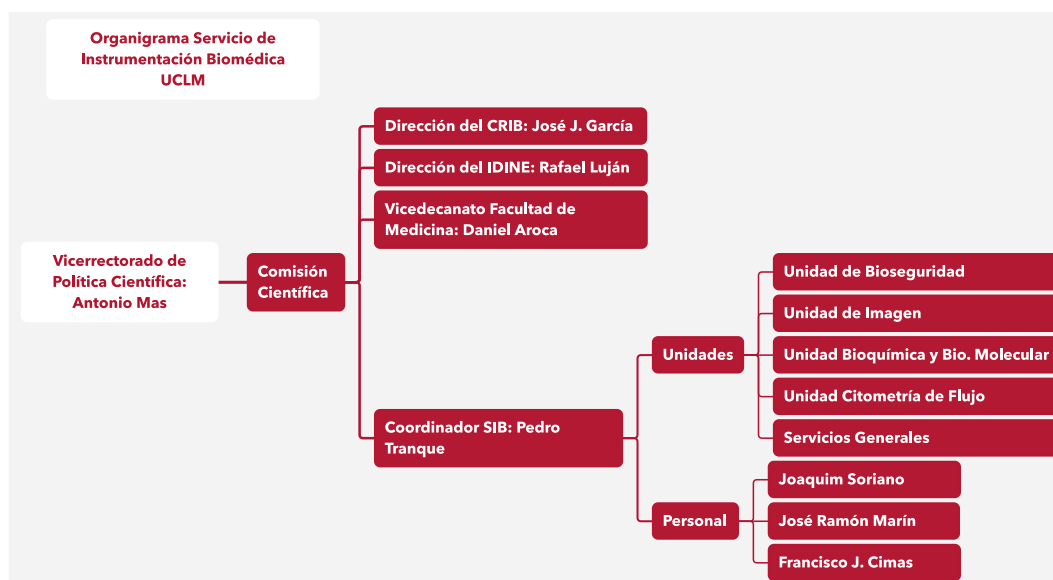 Organigrama Servicio de
Instrumentación Biomédica
UCLM
Vicerrectorado de
Política Científica:
Antonio Mas
Comisión
Científica
Dirección del CRIB: José J. García
Dirección del IDINE: Rafael Luján
Vicedecanato Facultad de
Medicina: Daniel Aroca
Coordinador SIB: Pedro
Tranque
Unidades
Unidad de Bioseguridad
Unidad de Imagen
Unidad Bioquímica y Bio. Molecular
Unidad Citometría de Flujo
Servicios Generales
Personal
Joaquim Soriano
José Ramón Marín
Francisco J. Cimas